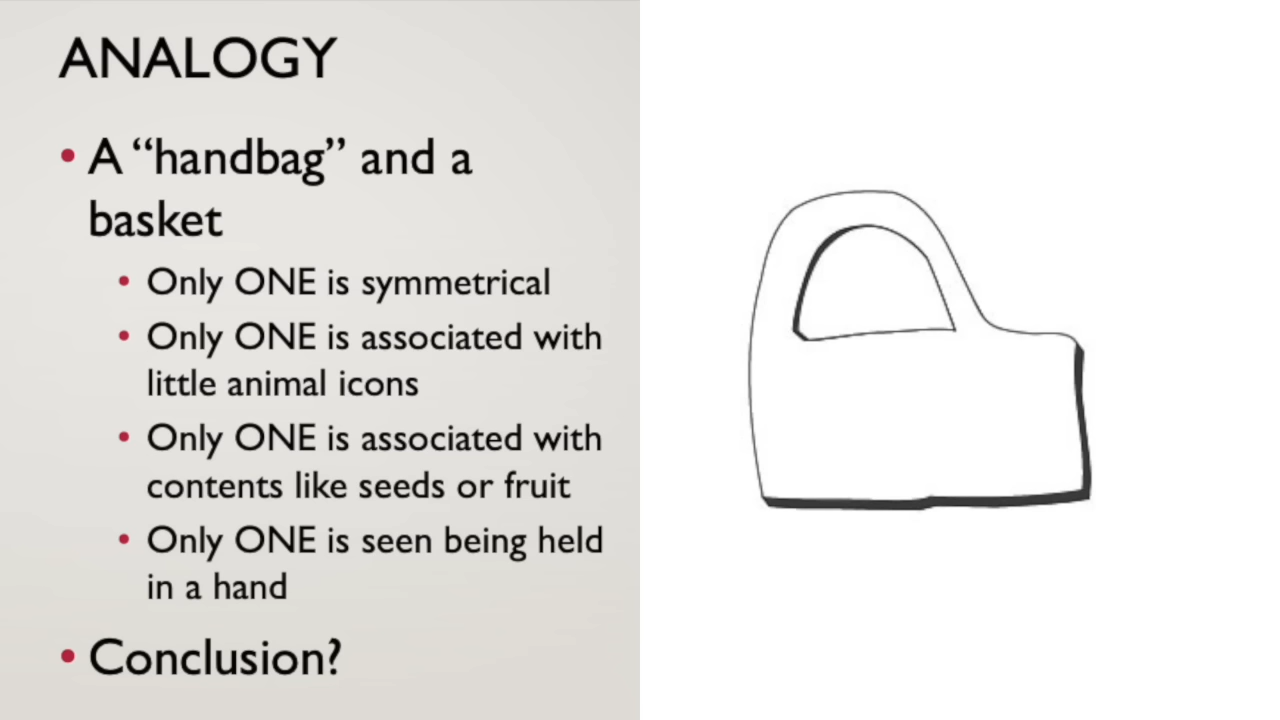 ANALOGY
• A “handbag” and a
basket
• Only ONE is symmetrical
• Only ONE is associated with
little animal icons
• Only ONE is associated with
contents like seeds or fruit
• Only ONE is seen being held
in a hand
• Conclusion?